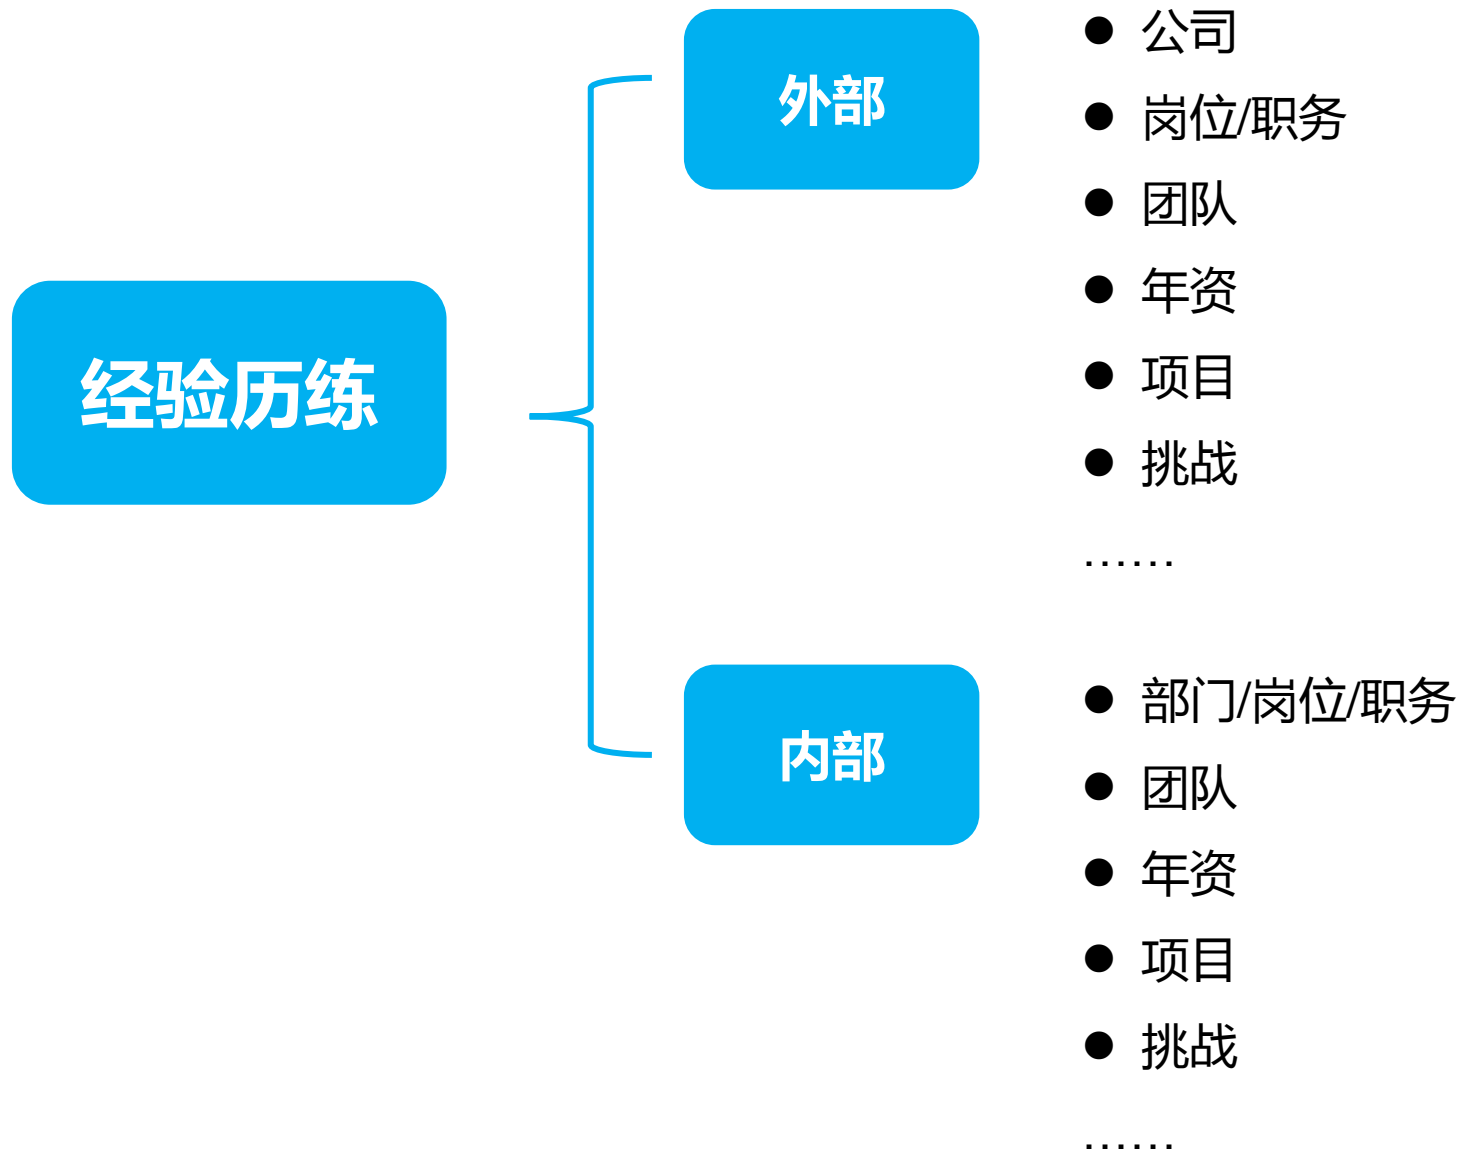 经验历练
外部
● 公司
● 岗位/职务
● 团队
● 年资
● 项目
● 挑战
……
内部
● 部门/岗位/职务
● 团队
● 年资
● 项目
● 挑战
……